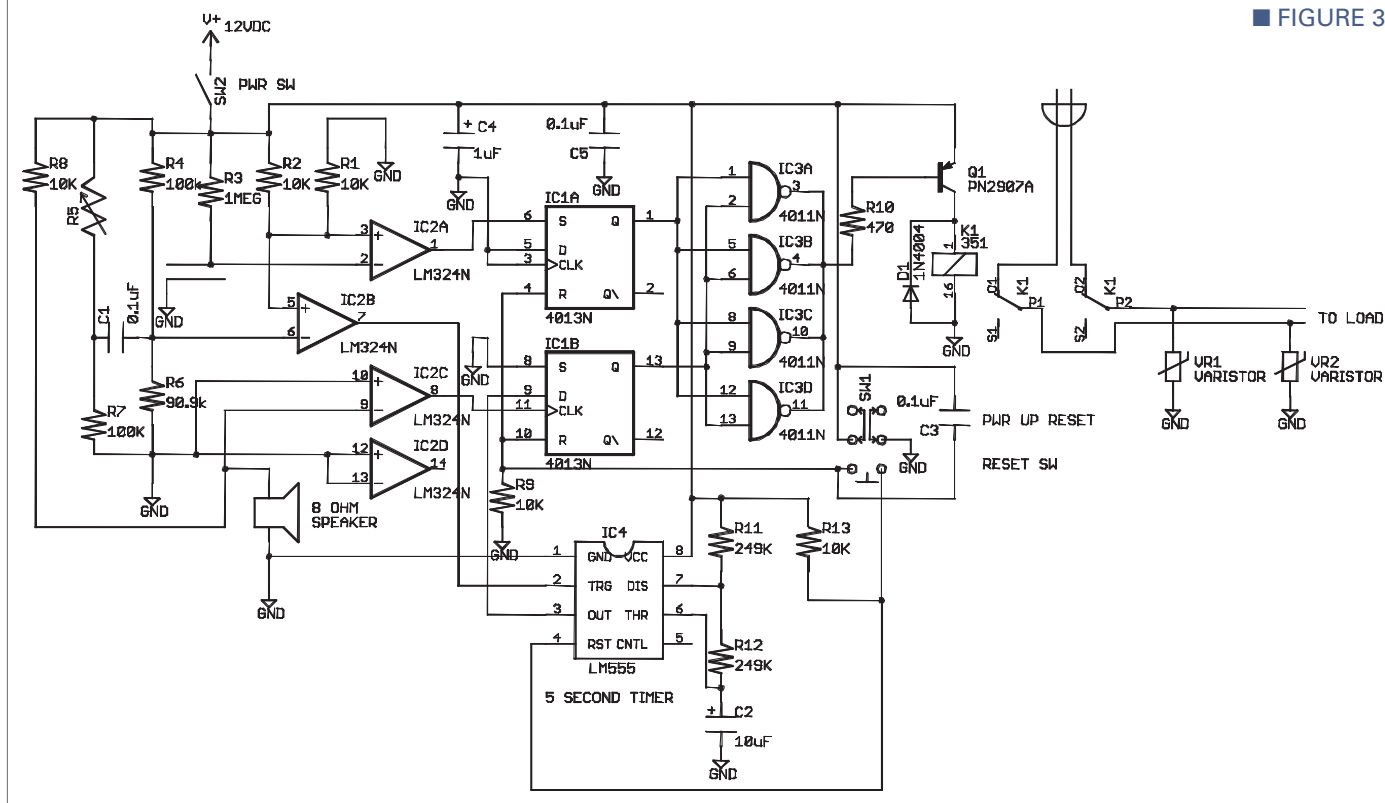 ■ FIGURE 3
V+
12VDC
SW2
PWR SW
R8
10K
R5
R4
100k
R3
1MEG
R2
10K
R1
10K
GND
+
C4
1uF
GND
0.1uF
C5
GND
IC1A
6
S
Q
1
5
D
3
CLK
4
R
Q\
2
4013N
IC2A
3
+
2
-
1
LM324N
IC2B
5
+
6
-
7
LM324N
GND
C1
0.1uF
R6
90.9k
R7
100K
GND
IC2C
10
+
9
-
8
LM324N
GND
IC2D
12
+
13
-
14
LM324N
IC1B
8
S
Q
13
9
D
11
CLK
10
R
Q\
12
4013N
8 OHM
SPEAKER
GND
R9
10K
GND
IC3A
1
2
3
4011N
IC3B
5
6
4
4011N
IC3C
8
9
10
4011N
IC3D
12
13
11
4011N
R10
470
Q1
PN2907A
D1
1N4004
K1
351
1
16
GND
O1
K1
P1
S1
O2
K1
P2
S2
TO LOAD
VR1
VARISTOR
GND
VR2
VARISTOR
GND
SW1
0.1uF
C3
PWR UP RESET
GND
RESET SW
IC4
1
GND
VCC
8
2
TRG
DIS
7
3
OUT
THR
6
4
RST
CNTL
5
LM555
5 SECOND TIMER
R11
249K
R13
10K
R12
249K
+
C2
10uF
GND